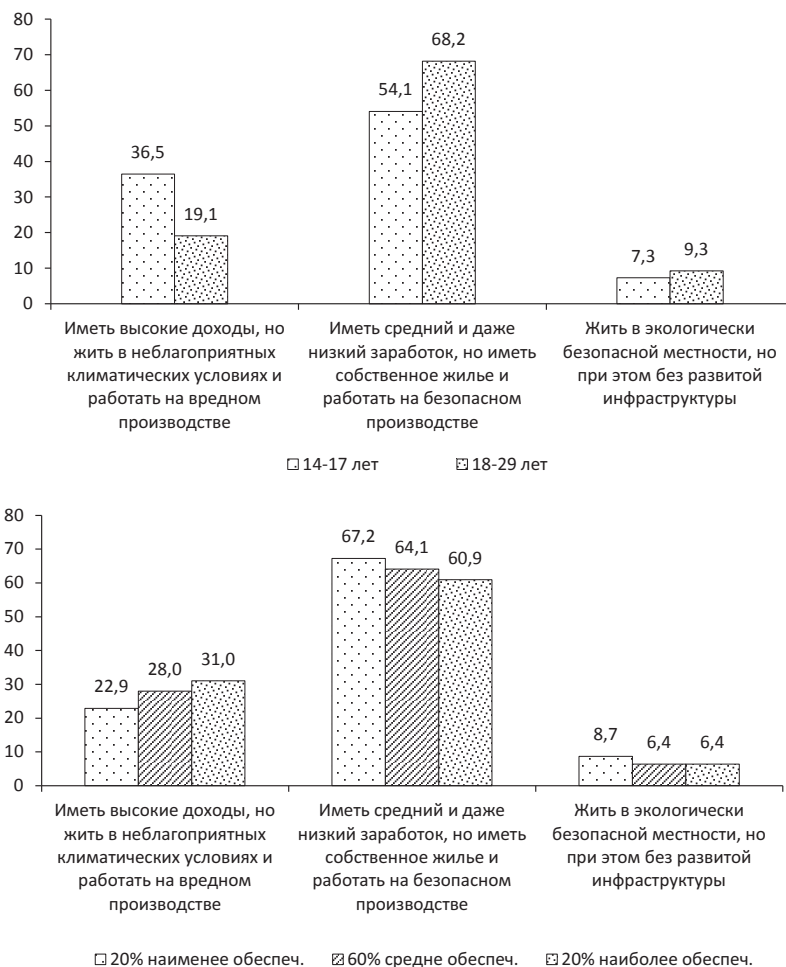 80
70
60
50
40
30
20
10
0
36,5
19,1
54,1
68,2
7,3
9,3
Иметь высокие доходы, но
жить в неблагоприятных
климатических условиях и
работать на вредном
производстве
Иметь средний и даже
низкий заработок, но иметь
собственное жилье и
работать на безопасном
производстве
Жить в экологически
безопасной местности, но
при этом без развитой
инфраструктуры
14-17 лет
18-29 лет
80
70
60
50
40
30
20
10
0
22,9
28,0
31,0
67,2
64,1
60,9
8,7
6,4
6,4
Иметь высокие доходы, но
жить в неблагоприятных
климатических условиях и
работать на вредном
производстве
Иметь средний и даже
низкий заработок, но иметь
собственное жилье и
работать на безопасном
производстве
Жить в экологически
безопасной местности, но
при этом без развитой
инфраструктуры
20% наименее обеспеч.
60% средне обеспеч.
20% наиболее обеспеч.